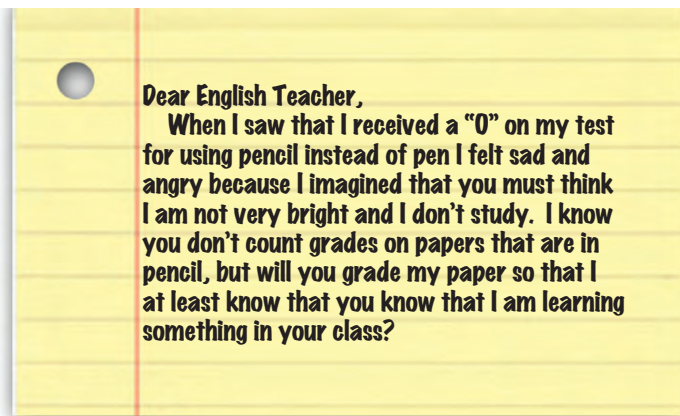 Dear English Teacher,
When I saw that I received a “0” on my test
for using pencil instead of pen I felt sad and
angry because I imagined that you must think
I am not very bright and I don’t study.  I know
you don’t count grades on papers that are in
pencil, but will you grade my paper so that I
at least know that you know that I am learning
something in your class?